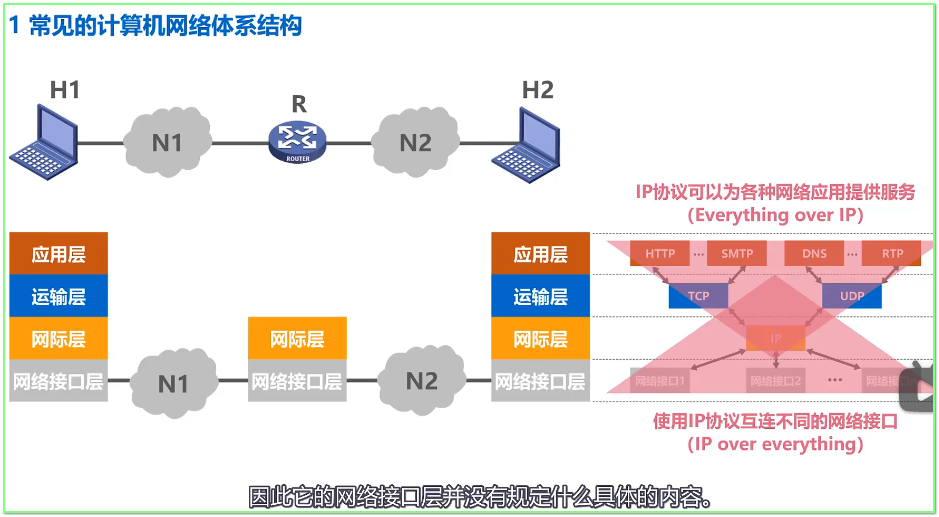 1 常见的计算机网络体系结构
H1
R
H2
N1
ROUTER
N2
IP协议可以为各种网络应用提供服务
（Everything over IP）
应用层
应用层
HTTP ··· SMTP DNS ··· RTP
运输层
运输层
TCP UDP
网际层
网际层
网际层
IP
网络接口层
N1
网络接口层
N2
网络接口层
网络接口1 网络接口2 ··· 网络接口
使用IP协议互连不同的网络接口
（IP over everything）
因此它的网络接口层并没有规定什么具体的内容。